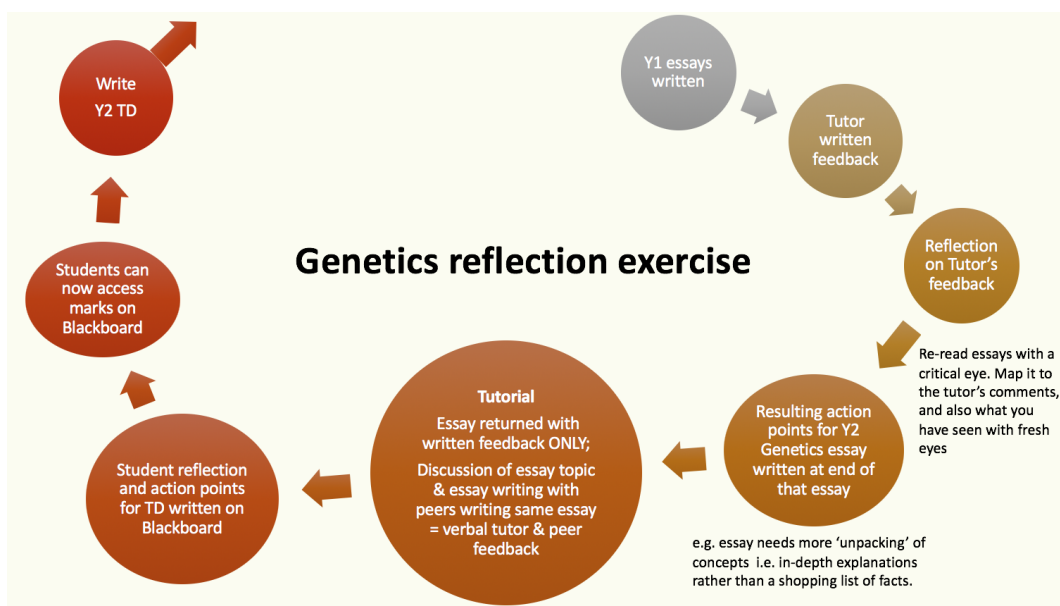 Genetics reflection exercise
Y1 essays
written
Tutor
written
feedback
Reflection
on Tutor's
feedback
Re-read essays with a
critical eye. Map it to
the tutor's comments,
and also what you
have seen with fresh
eyes
Resulting action
points for Y2
Genetics essay
written at end of
that essay
e.g. essay needs more 'unpacking' of
concepts  i.e. in-depth explanations
rather than a shopping list of facts.
Tutorial
Essay returned with
written feedback ONLY;
Discussion of essay topic
& essay writing with
peers writing same essay
= verbal tutor & peer
feedback
Student reflection
and action points
for TD written on
Blackboard
Students can
now access
marks on
Blackboard
Write
Y2 TD